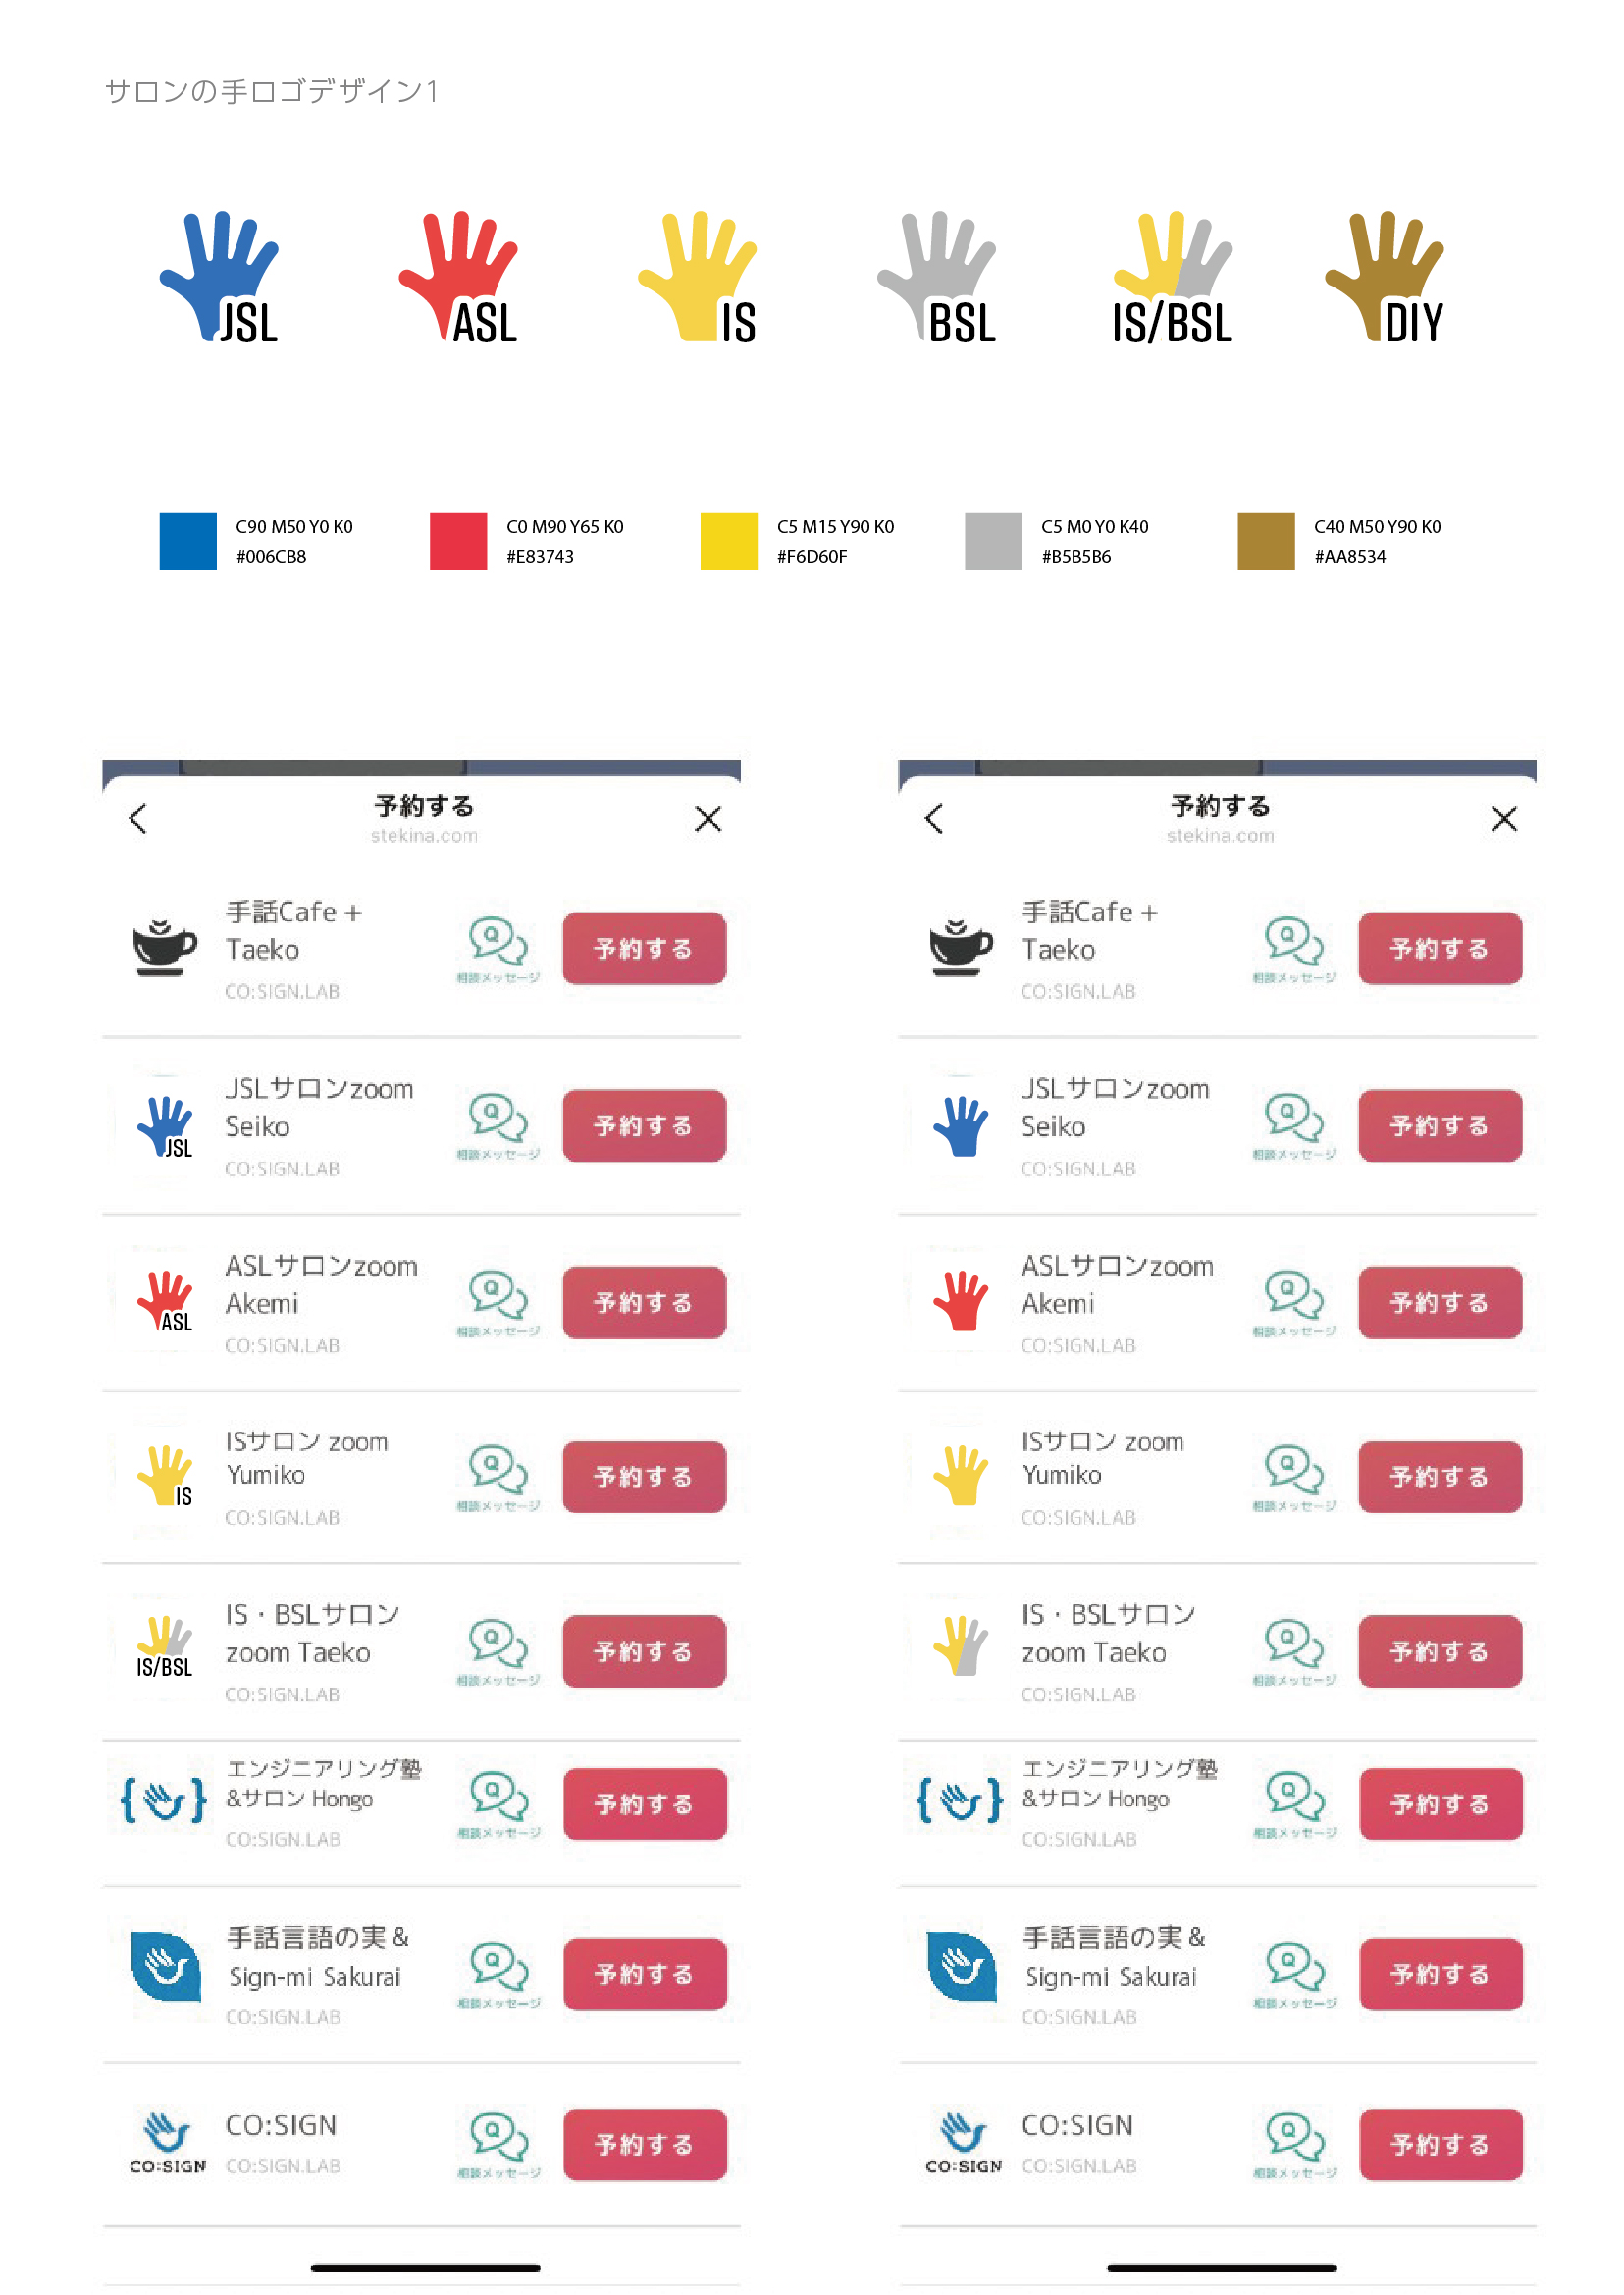 サロンの手ロゴデザイン1
JSL
ASL
IS
BSL
IS/BSL
DIY
C90 M50 Y0 K0
#006CB8
C0 M90 Y65 K0
#E83743
C5 M15 Y90 K0
#F6D60F
C5 M0 Y0 K40
#B5B5B6
C40 M50 Y90 K0
#AA8534
予約する
stekina.com
手話Cafe +
Taeko
CO:SIGN.LAB
Q
相談メッセージ
予約する
JSL
JSLサロンzoom
Seiko
CO:SIGN.LAB
Q
相談メッセージ
予約する
ASL
ASLサロンzoom
Akemi
CO:SIGN.LAB
Q
相談メッセージ
予約する
IS
ISサロン zoom
Yumiko
CO:SIGN.LAB
Q
相談メッセージ
予約する
IS/BSL
IS・BSLサロン
zoom Taeko
CO:SIGN.LAB
Q
相談メッセージ
予約する
エンジニアリング塾
&サロン Hongo
CO:SIGN.LAB
Q
相談メッセージ
予約する
手話言語の実 &
Sign-mi Sakurai
CO:SIGN.LAB
Q
相談メッセージ
予約する
CO:SIGN
CO:SIGN
CO:SIGN.LAB
Q
相談メッセージ
予約する
予約する
stekina.com
手話Cafe +
Taeko
CO:SIGN.LAB
Q
相談メッセージ
予約する
JSLサロンzoom
Seiko
CO:SIGN.LAB
Q
相談メッセージ
予約する
ASLサロンzoom
Akemi
CO:SIGN.LAB
Q
相談メッセージ
予約する
ISサロン zoom
Yumiko
CO:SIGN.LAB
Q
相談メッセージ
予約する
IS・BSLサロン
zoom Taeko
CO:SIGN.LAB
Q
相談メッセージ
予約する
エンジニアリング塾
&サロン Hongo
CO:SIGN.LAB
Q
相談メッセージ
予約する
手話言語の実 &
Sign-mi Sakurai
CO:SIGN.LAB
Q
相談メッセージ
予約する
CO:SIGN
CO:SIGN
CO:SIGN.LAB
Q
相談メッセージ
予約する